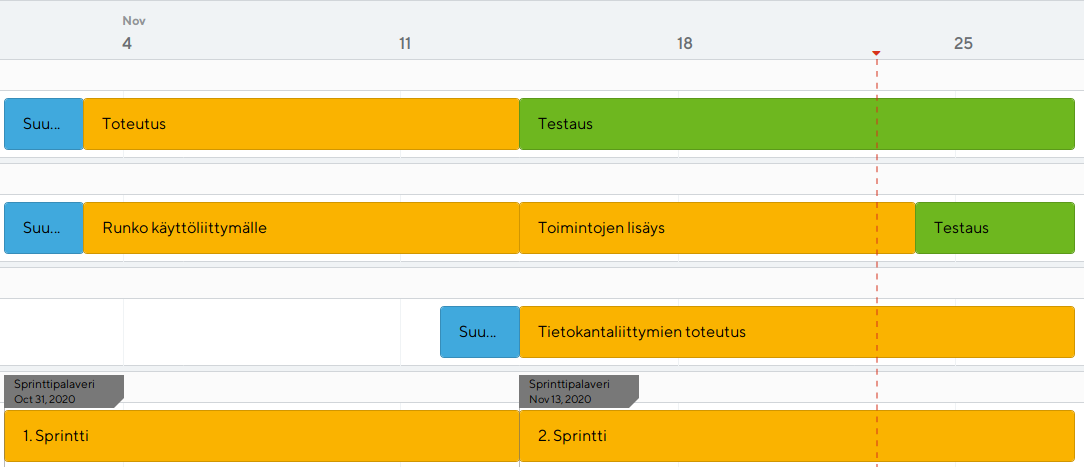 Nov
4 11 18 25
Suu... Toteutus Testaus
Suu... Runko käyttöliittymälle Toimintojen lisäys Testaus
Suu... Tietokantaliittymien toteutus
Sprinttipalaveri Sprinttipalaveri
Oct 31, 2020 Nov 13, 2020
1. Sprintti 2. Sprintti